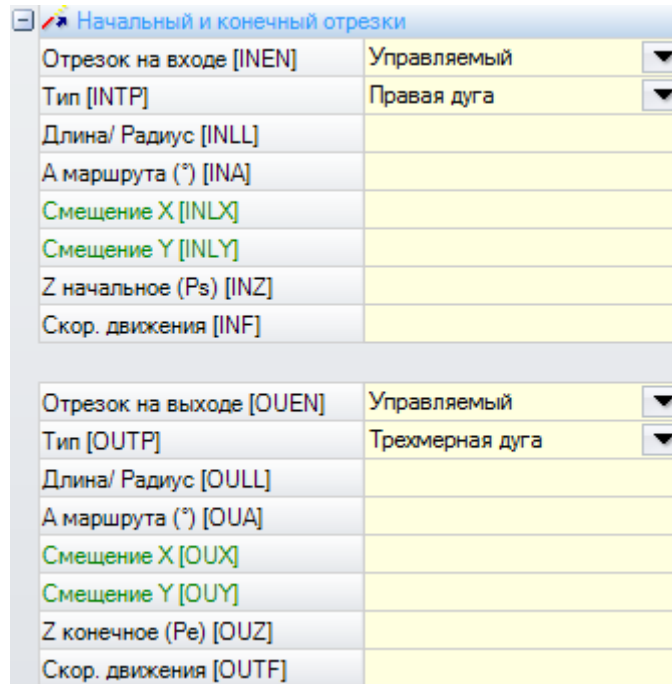 Начальный и конечный отрезки
Отрезок на входе [INEN] Управляемый
Тип [INTP] Правая дуга
Длина/ Радиус [INLL]
А маршрута (°) [INA]
Смещение X [INLX]
Смещение Y [INLY]
Z начальное (Ps) [INZ]
Скор. движения [INF]
Отрезок на выходе [OUEN] Управляемый
Тип [OUTP] Трехмерная дуга
Длина/ Радиус [OULL]
А маршрута (°) [OUA]
Смещение X [OUX]
Смещение Y [OUY]
Z конечное (Pe) [OUZ]
Скор. движения [OUTF]